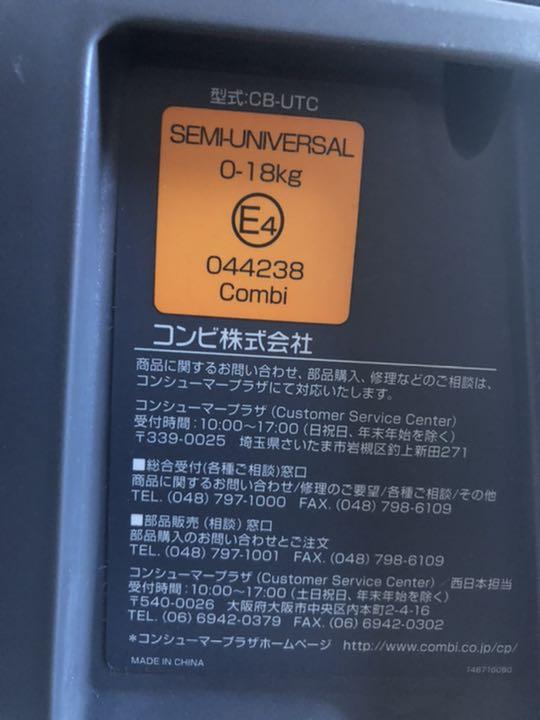 型式:CB-UTC
SEMI-UNIVERSAL
0-18kg
E4
044238
Combi
コンビ株式会社
商品に関するお問い合わせ、部品購入、修理などのご相談は、
コンシューマープラザにて対応いたします。
コンシューマープラザ (Customer Service Center)
受付時間:10:00～17:00 (日祝日、年末年始を除く)
〒339-0025 埼玉県さいたま市岩槻区釣上新田271
■総合受付(各種ご相談)窓口
商品に関するお問い合わせ/修理のご要望/各種ご相談/その他
TEL. (048) 797-1000 FAX. (048) 798-6109
■部品販売 (相談) 窓口
部品購入のお問い合わせとご注文
TEL. (048) 797-1001 FAX. (048) 798-6109
コンシューマープラザ (Customer Service Center) / 西日本担当
受付時間:10:00～17:00 (土日祝日、年末年始を除く)
〒540-0026 大阪府大阪市中央区内本町2-4-16
TEL. (06) 6942-0379 FAX. (06) 6942-0302
*コンシューマープラザホームページ http://www.combi.co.jp/cp/
MADE IN CHINA